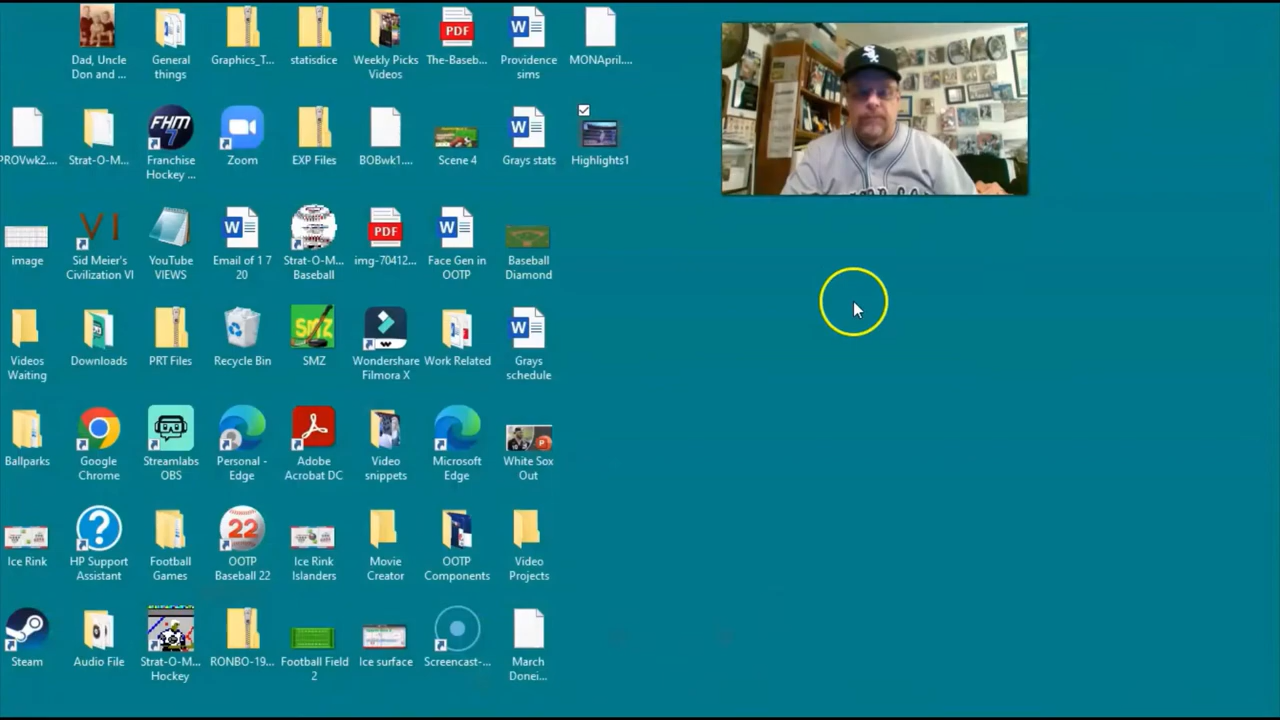 Dad, Uncle
Don and ...
General
things
Graphics_T...
statisdice
Weekly Picks
Videos
PDF
The-Baseb...
Providence
sims
MONApril....
PROVwk2....
Strat-O-M...
FHM
7
Franchise
Hockey ...
Zoom
EXP Files
BOBwk1....
Scene 4
Grays stats
Highlights1
image
VI
Sid Meier's
Civilization VI
YouTube
VIEWS
Email of 1 7
20
Strat-O-M...
Baseball
PDF
img-70412...
Face Gen in
OOTP
Baseball
Diamond
Videos
Waiting
Downloads
PRT Files
Recycle Bin
SMZ
SMZ
Wondershare
Filmora X
Work Related
Grays
schedule
Ballparks
Google
Chrome
Streamlabs
OBS
Personal -
Edge
Adobe
Acrobat DC
Video
snippets
Microsoft
Edge
White Sox
Out
Ice Rink
HP Support
Assistant
Football
Games
22
OOTP
Baseball 22
Ice Rink
Islanders
Movie
Creator
OOTP
Components
Video
Projects
Steam
Audio File
Strat-O-M...
Hockey
RONBO-19...
Football Field
2
Ice surface
Screencast-...
March
Donei...